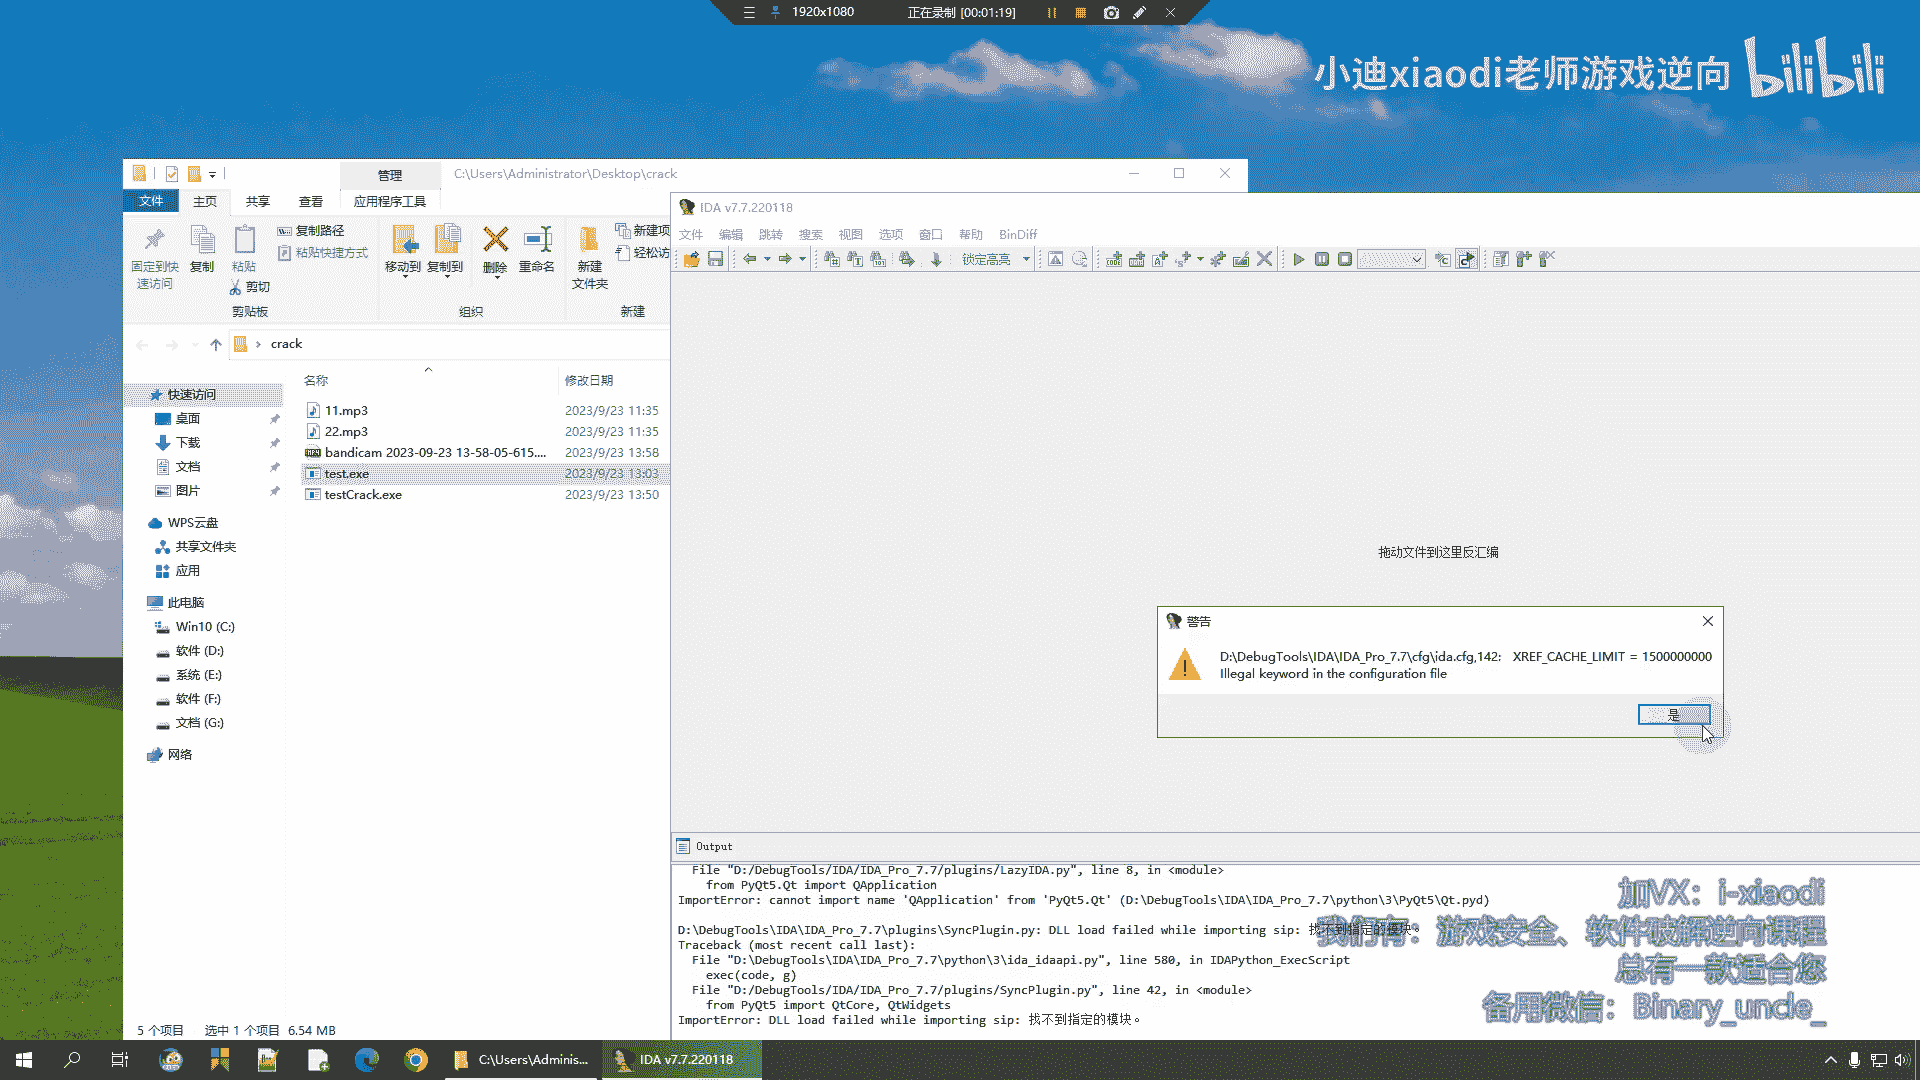 1920x1080
正在录制 [00:01:19]
小迪xiaodi老师游戏逆向
bilibili
管理
C:\Users\Administrator\Desktop\crack
文件
主页
共享
查看
应用程序工具
固定到快
速访问
复制
粘贴
复制路径
粘贴快捷方式
剪切
剪贴板
移动到
复制到
删除
重命名
组织
新建
文件夹
新建项
轻松访
新建
crack
名称
修改日期
11.mp3 2023/9/23 11:35
22.mp3 2023/9/23 11:35
bandicam 2023-09-23 13-58-05-615.... 2023/9/23 13:58
test.exe 2023/9/23 13:03
testCrack.exe 2023/9/23 13:50
快速访问
桌面
下载
文档
图片
WPS云盘
共享文件夹
应用
此电脑
Win10 (C:)
软件 (D:)
系统 (E:)
软件 (F:)
文档 (G:)
网络
5 个项目 选中 1 个项目 6.54 MB
IDA v7.7.220118
文件 编辑 跳转 搜索 视图 选项 窗口 帮助 BinDiff
锁定高亮
拖动文件到这里反汇编
警告
D:\DebugTools\IDA\IDA_Pro_7.7\cfg\ida.cfg,142: XREF_CACHE_LIMIT = 1500000000
Illegal keyword in the configuration file
是
Output
File "D:/DebugTools/IDA/IDA_Pro_7.7/plugins/LazyIDA.py", line 8, in <module>
from PyQt5.Qt import QApplication
ImportError: cannot import name 'QApplication' from 'PyQt5.Qt' (D:\DebugTools\IDA\IDA_Pro_7.7\python\3\PyQt5\Qt.pyd)
D:\DebugTools\IDA\IDA_Pro_7.7\plugins\SyncPlugin.py: DLL load failed while importing sip: 找不到指定的模块。
Traceback (most recent call last):
File "D:\DebugTools\IDA\IDA_Pro_7.7\python\3\ida_idaapi.py", line 580, in IDAPython_ExecScript
exec(code, g)
File "D:/DebugTools/IDA/IDA_Pro_7.7/plugins/SyncPlugin.py", line 42, in <module>
from PyQt5 import QtCore, QtWidgets
ImportError: DLL load failed while importing sip: 找不到指定的模块。
加VX：i-xiaodi
我们有：游戏安全、软件破解逆向课程
总有一款适合您
备用微信：Binary_uncle_
C:\Users\Adminis...
IDA v7.7.220118